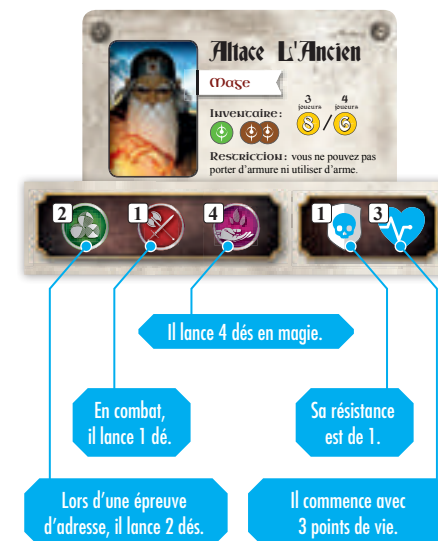 Altace L'Ancien
Mage
3 joueurs 4 joueurs
Inventaire: 8 / 6
Restriction: vous ne pouvez pas
porter d'armure ni utiliser d'arme.
2 1 4 1 3
Il lance 4 dés en magie.
En combat,
il lance 1 dé.
Sa résistance
est de 1.
Lors d'une épreuve
d'adresse, il lance 2 dés.
Il commence avec
3 points de vie.